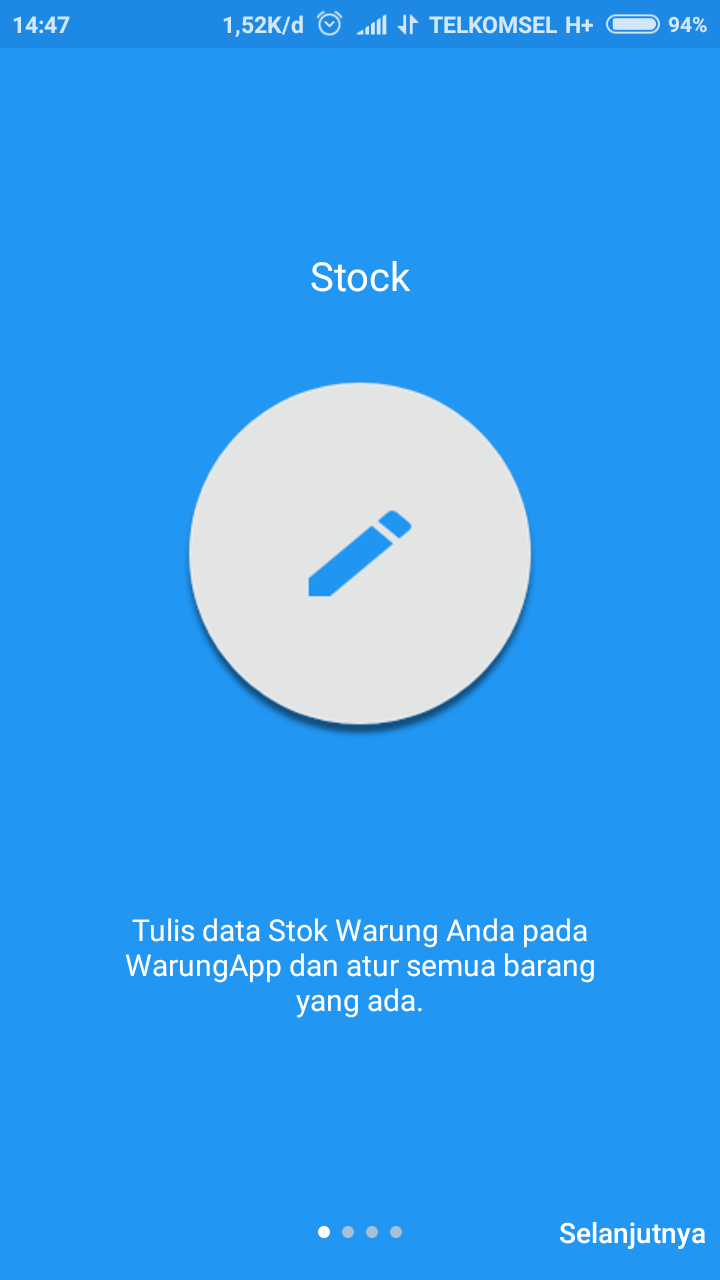 14:47 1,52K/d TELKOMSEL H+ 94%
Stock
Tulis data Stok Warung Anda pada
WarungApp dan atur semua barang
yang ada.
Selanjutnya